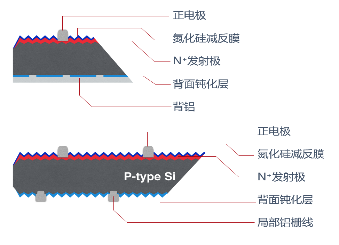 正电极
氮化硅减反膜
N⁺发射极
背面钝化层
背铝
正电极
氮化硅减反膜
N⁺发射极
P-type Si
背面钝化层
局部铝栅线